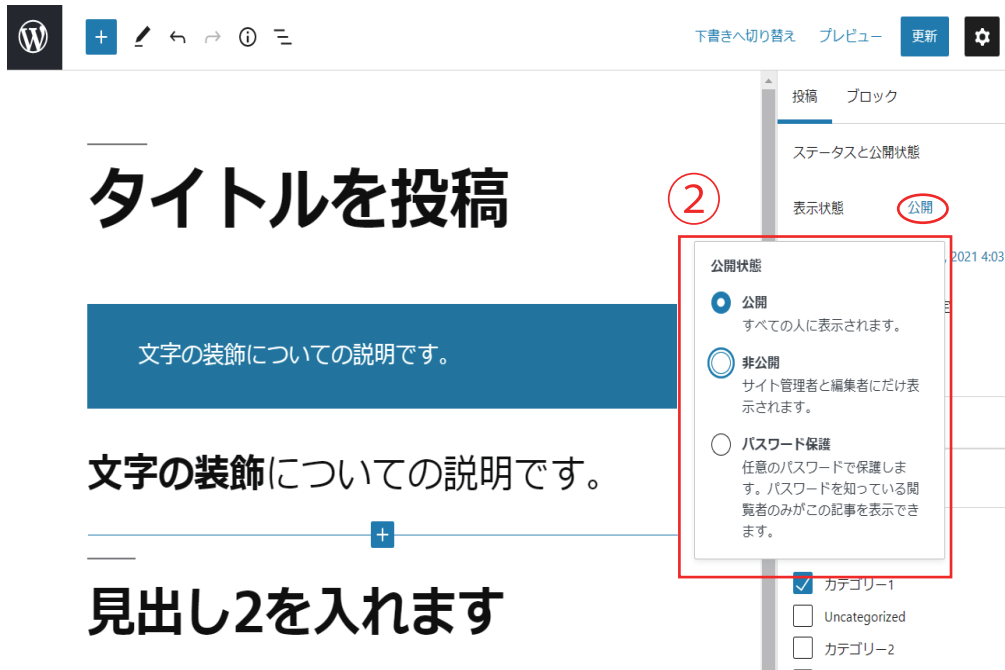 下書きへ切り替え プレビュー 更新
投稿 ブロック
ステータスと公開状態
表示状態 公開
②
, 2021 4:03
公開状態
公開
すべての人に表示されます。
非公開
サイト管理者と編集者にだけ表
示されます。
パスワード保護
任意のパスワードで保護しま
す。パスワードを知っている閲
覧者のみがこの記事を表示でき
ます。
カテゴリー1
Uncategorized
カテゴリー2
タイトルを投稿
文字の装飾についての説明です。
文字の装飾についての説明です。
見出し2を入れます